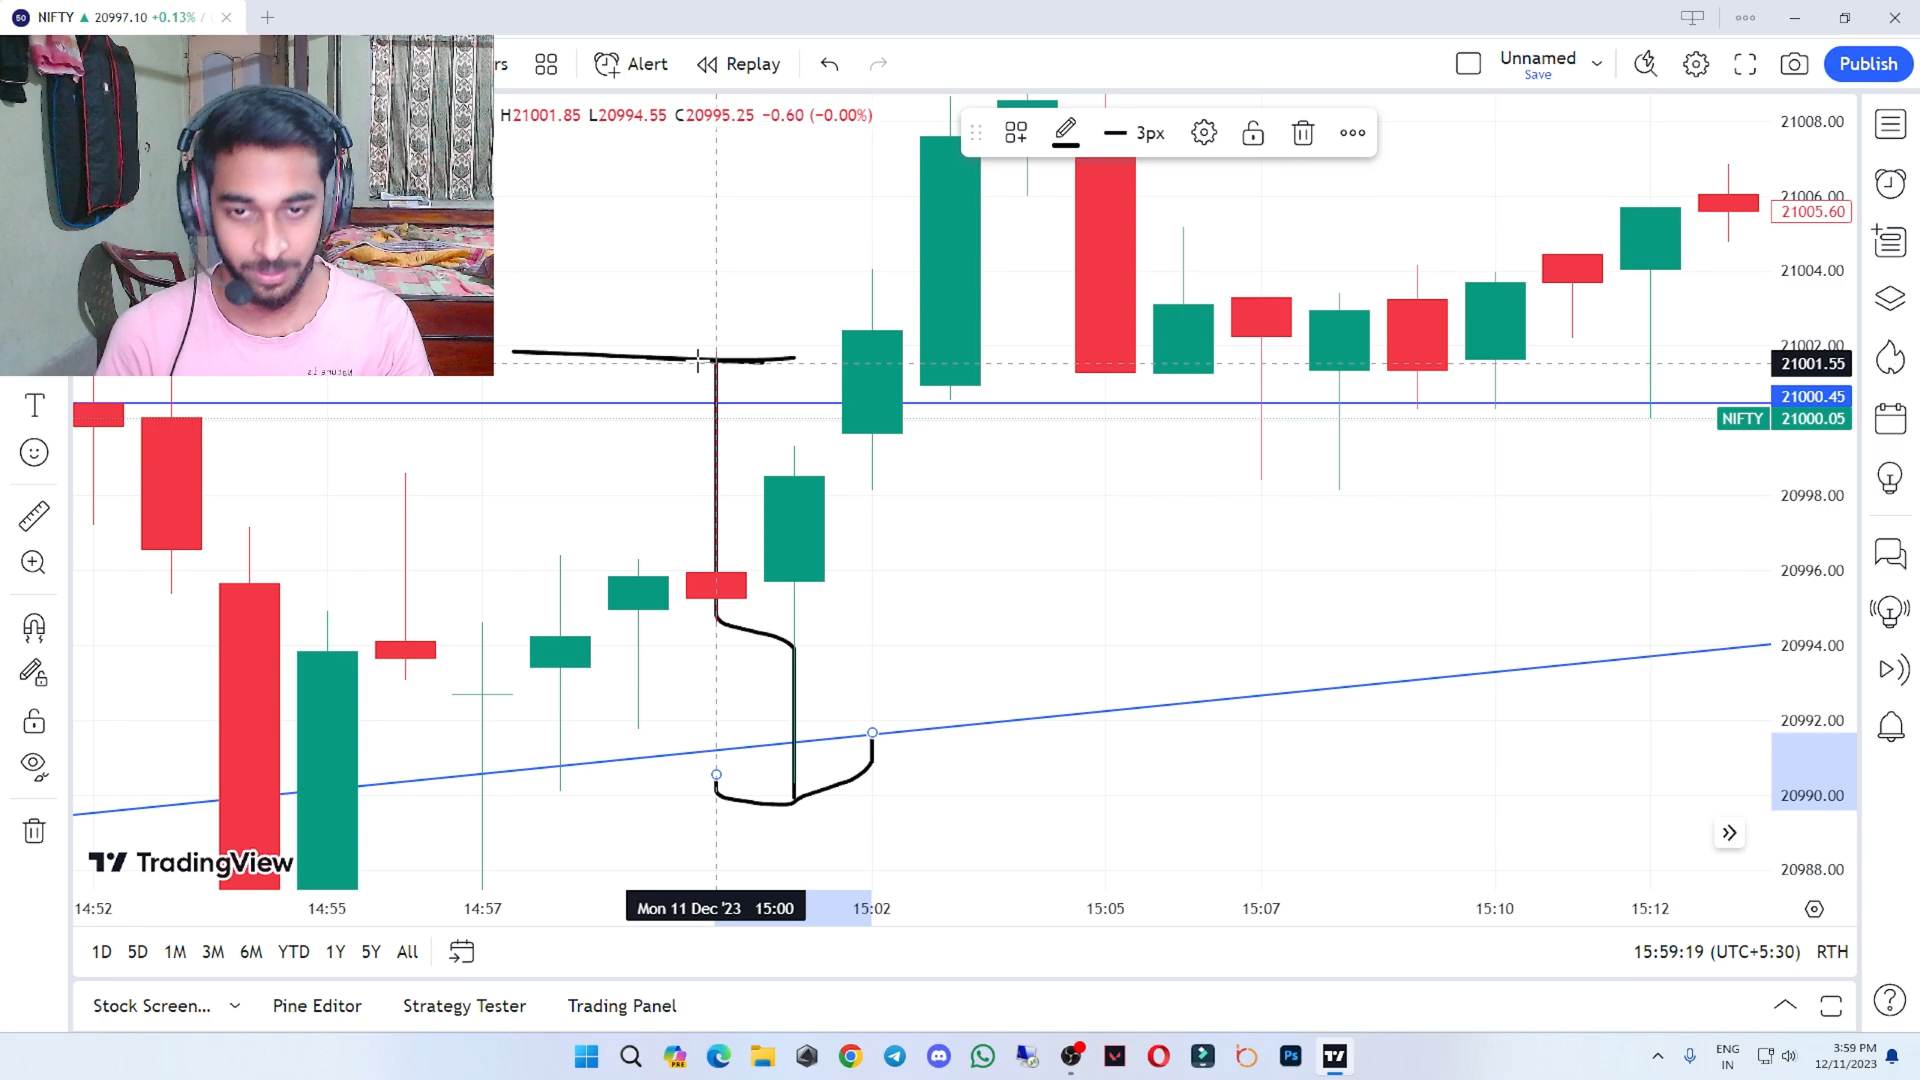 50 NIFTY ▲ 20997.10 +0.13% /
rs Alert Replay
Unnamed
Save
Publish
H21001.85 L20994.55 C20995.25 −0.60 (−0.00%)
3px
21008.00
21006.00
21005.60
21004.00
21002.00
21001.55
21000.45
NIFTY 21000.05
20998.00
20996.00
20994.00
20992.00
20990.00
20988.00
TradingView
14:52 14:55 14:57 Mon 11 Dec '23 15:00 15:02 15:05 15:07 15:10 15:12
1D 5D 1M 3M 6M YTD 1Y 5Y All
15:59:19 (UTC+5:30) RTH
Stock Screen... Pine Editor Strategy Tester Trading Panel
PRE
Ps
ENG
IN
3:59 PM
12/11/2023